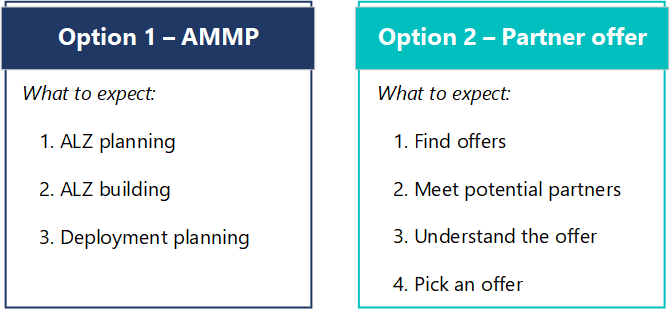 Option 1 – AMMP
What to expect:
1. ALZ planning
2. ALZ building
3. Deployment planning
Option 2 – Partner offer
What to expect:
1. Find offers
2. Meet potential partners
3. Understand the offer
4. Pick an offer